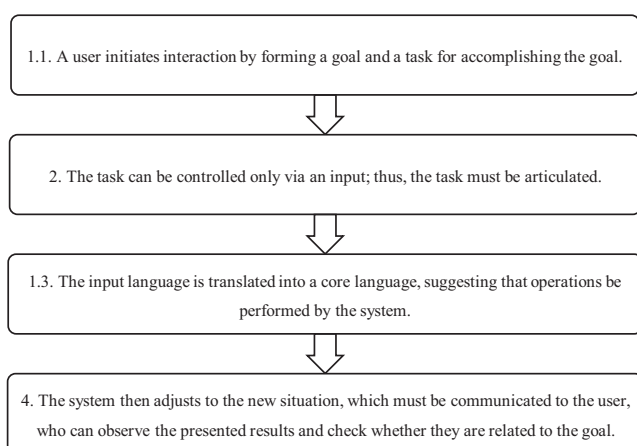 1.1. A user initiates interaction by forming a goal and a task for accomplishing the goal.
2. The task can be controlled only via an input; thus, the task must be articulated.
1.3. The input language is translated into a core language, suggesting that operations be
performed by the system.
4. The system then adjusts to the new situation, which must be communicated to the user,
who can observe the presented results and check whether they are related to the goal.